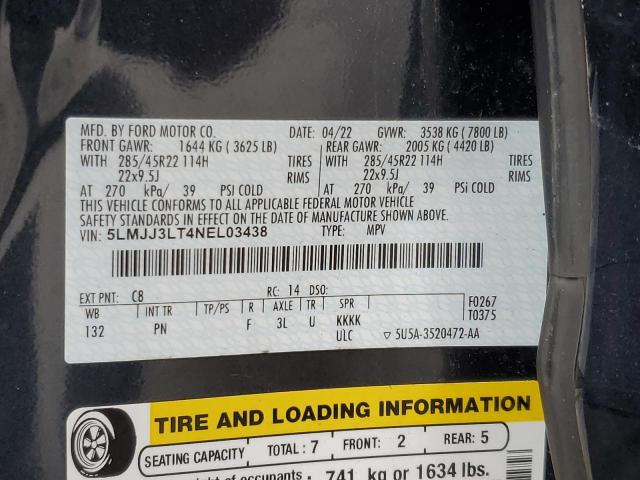 MFD. BY FORD MOTOR CO. DATE: 04/22 GVWR: 3538 KG ( 7800 LB)
FRONT GAWR: 1644 KG ( 3625 LB) REAR GAWR: 2005 KG ( 4420 LB)
WITH 285/45R22 114H TIRES WITH 285/45R22 114H TIRES
22x9.5J RIMS 22x9.5J RIMS
AT 270 kPa/ 39 PSI COLD AT 270 kPa/ 39 PSI COLD
THIS VEHICLE CONFORMS TO ALL APPLICABLE FEDERAL MOTOR VEHICLE
SAFETY STANDARDS IN EFFECT ON THE DATE OF MANUFACTURE SHOWN ABOVE.
VIN: 5LMJJ3LT4NEL03438 TYPE: MPV
EXT PNT: C8 RC: 14 DSO: F0267
WB INT TR TP/PS R AXLE TR SPR T0375
132 PN F 3L U KKKK
ULC ▽ 5U5A-3520472-AA
TIRE AND LOADING INFORMATION
SEATING CAPACITY TOTAL: 7 FRONT: 2 REAR: 5
of occupants 741 kg or 1634 lbs.